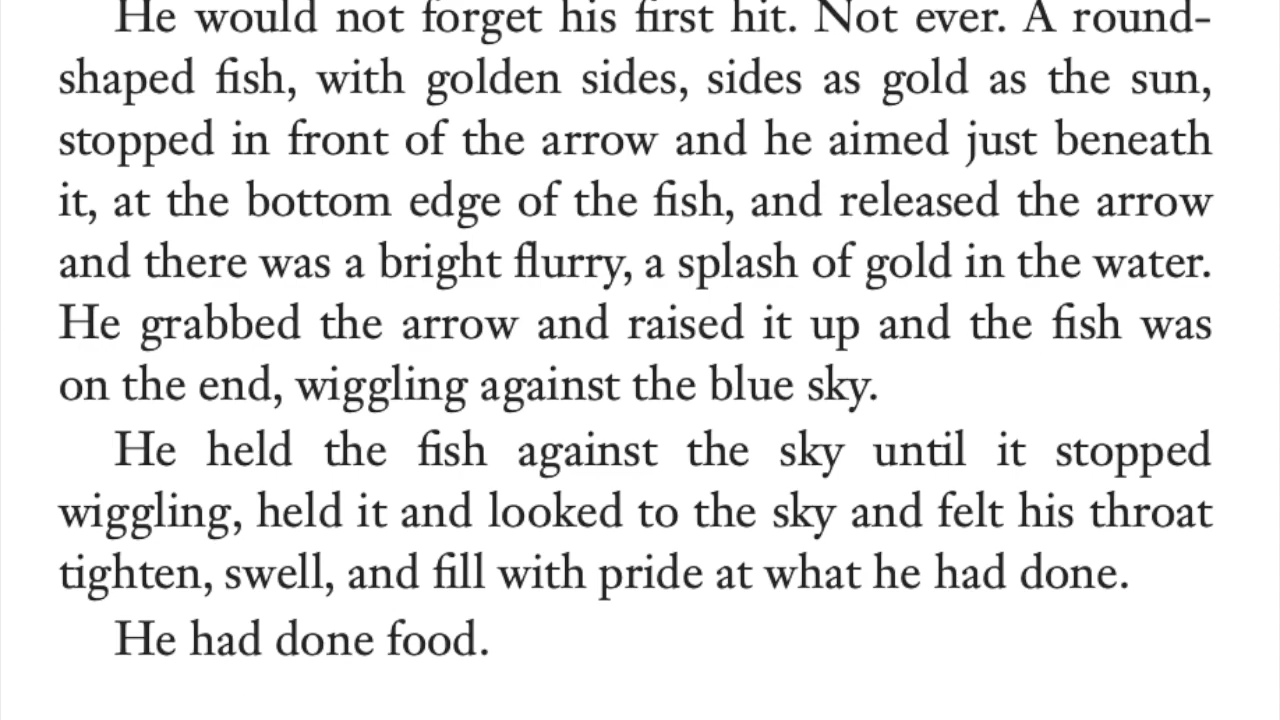 He would not forget his first hit. Not ever. A round-
shaped fish, with golden sides, sides as gold as the sun,
stopped in front of the arrow and he aimed just beneath
it, at the bottom edge of the fish, and released the arrow
and there was a bright flurry, a splash of gold in the water.
He grabbed the arrow and raised it up and the fish was
on the end, wiggling against the blue sky.
He held the fish against the sky until it stopped
wiggling, held it and looked to the sky and felt his throat
tighten, swell, and fill with pride at what he had done.
He had done food.